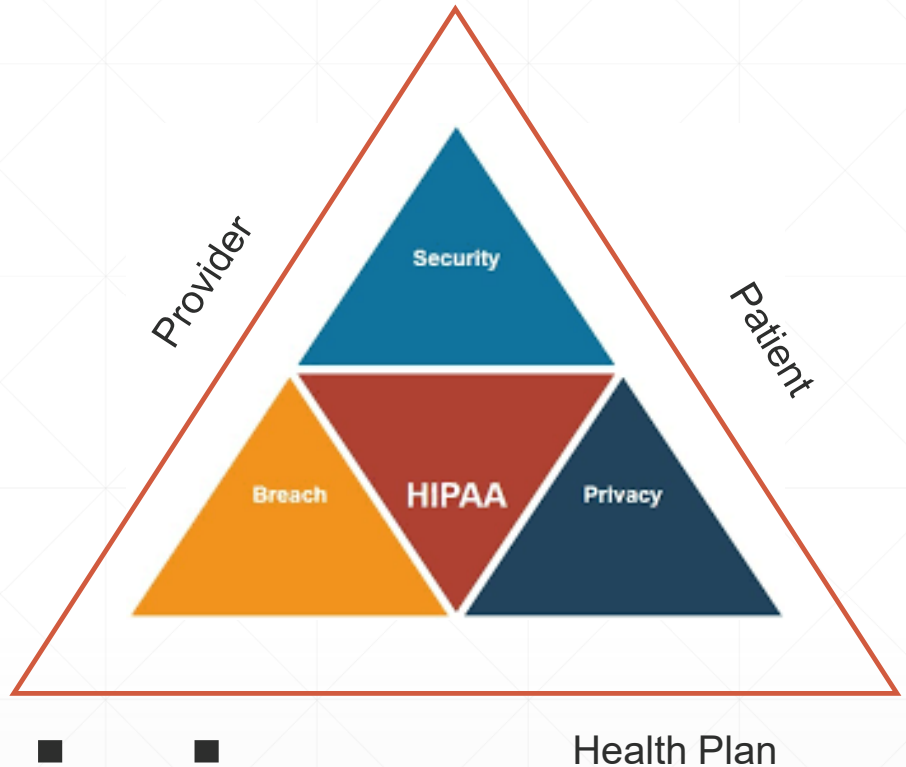 Provider
Security
Patient
Breach
HIPAA
Privacy
Health Plan